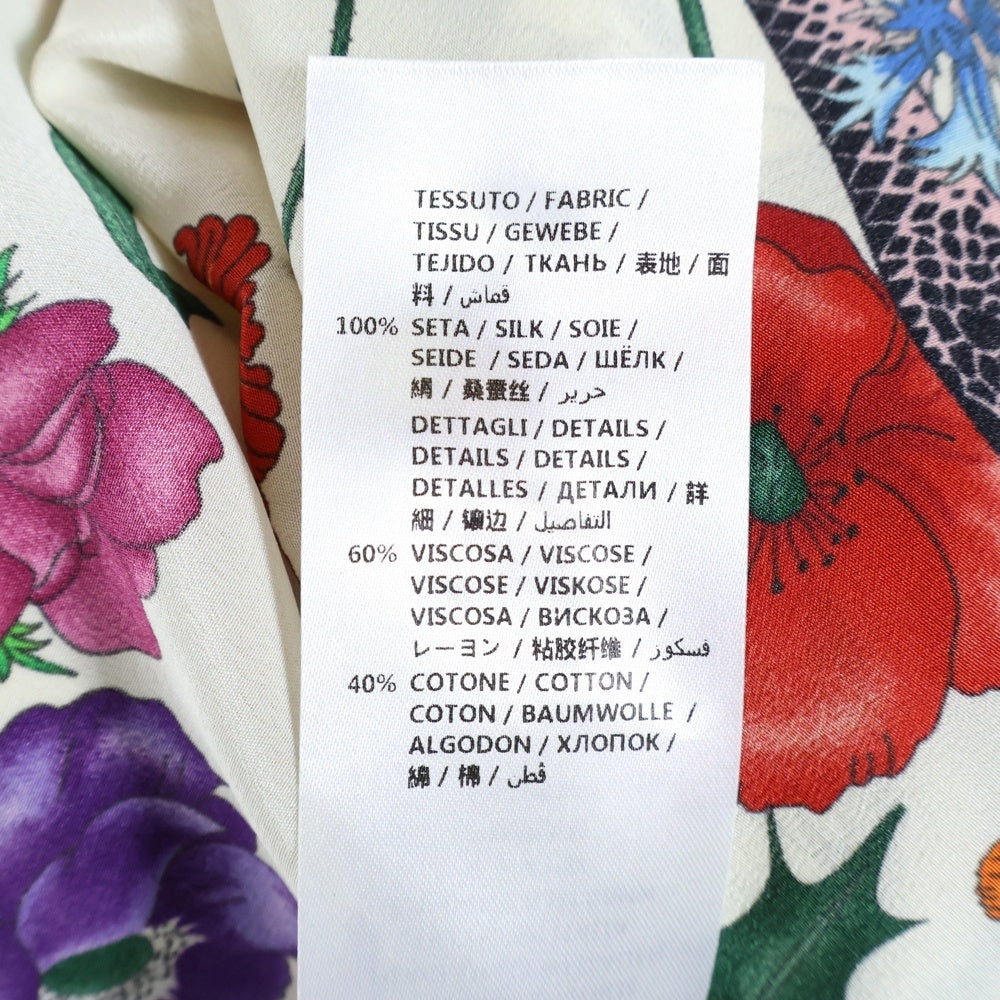 TESSUTO / FABRIC /
TISSU / GEWEBE /
TEJIDO / ТКАНЬ / 表地 / 面
料 / قماش
100% SETA / SILK / SOIE /
SEIDE / SEDA / ШЁЛК /
絹 / 桑蚕丝 / حرير
DETTAGLI / DETAILS /
DETAILS / DETAILS /
DETALLES / ДЕТАЛИ / 詳
細 / 镶边 / التفاصيل
60% VISCOSA / VISCOSE /
VISCOSE / VISKOSE /
VISCOSA / ВИСКОЗА /
レーヨン / 粘胶纤维 / فسكوز
40% COTONE / COTTON /
COTON / BAUMWOLLE /
ALGODON / ХЛОПОК /
綿 / 棉 / قطن